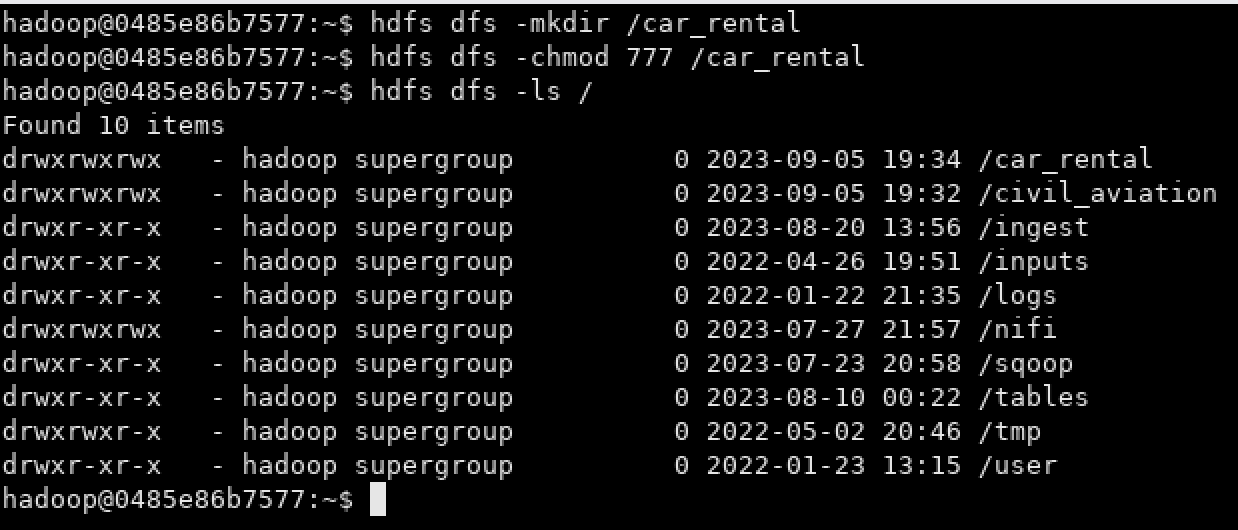 hadoop@0485e86b7577:~$ hdfs dfs -mkdir /car_rental
hadoop@0485e86b7577:~$ hdfs dfs -chmod 777 /car_rental
hadoop@0485e86b7577:~$ hdfs dfs -ls /
Found 10 items
drwxrwxrwx   - hadoop supergroup          0 2023-09-05 19:34 /car_rental
drwxrwxrwx   - hadoop supergroup          0 2023-09-05 19:32 /civil_aviation
drwxr-xr-x   - hadoop supergroup          0 2023-08-20 13:56 /ingest
drwxr-xr-x   - hadoop supergroup          0 2022-04-26 19:51 /inputs
drwxr-xr-x   - hadoop supergroup          0 2022-01-22 21:35 /logs
drwxrwxrwx   - hadoop supergroup          0 2023-07-27 21:57 /nifi
drwxr-xr-x   - hadoop supergroup          0 2023-07-23 20:58 /sqoop
drwxr-xr-x   - hadoop supergroup          0 2023-08-10 00:22 /tables
drwxrwxr-x   - hadoop supergroup          0 2022-05-02 20:46 /tmp
drwxr-xr-x   - hadoop supergroup          0 2022-01-23 13:15 /user
hadoop@0485e86b7577:~$